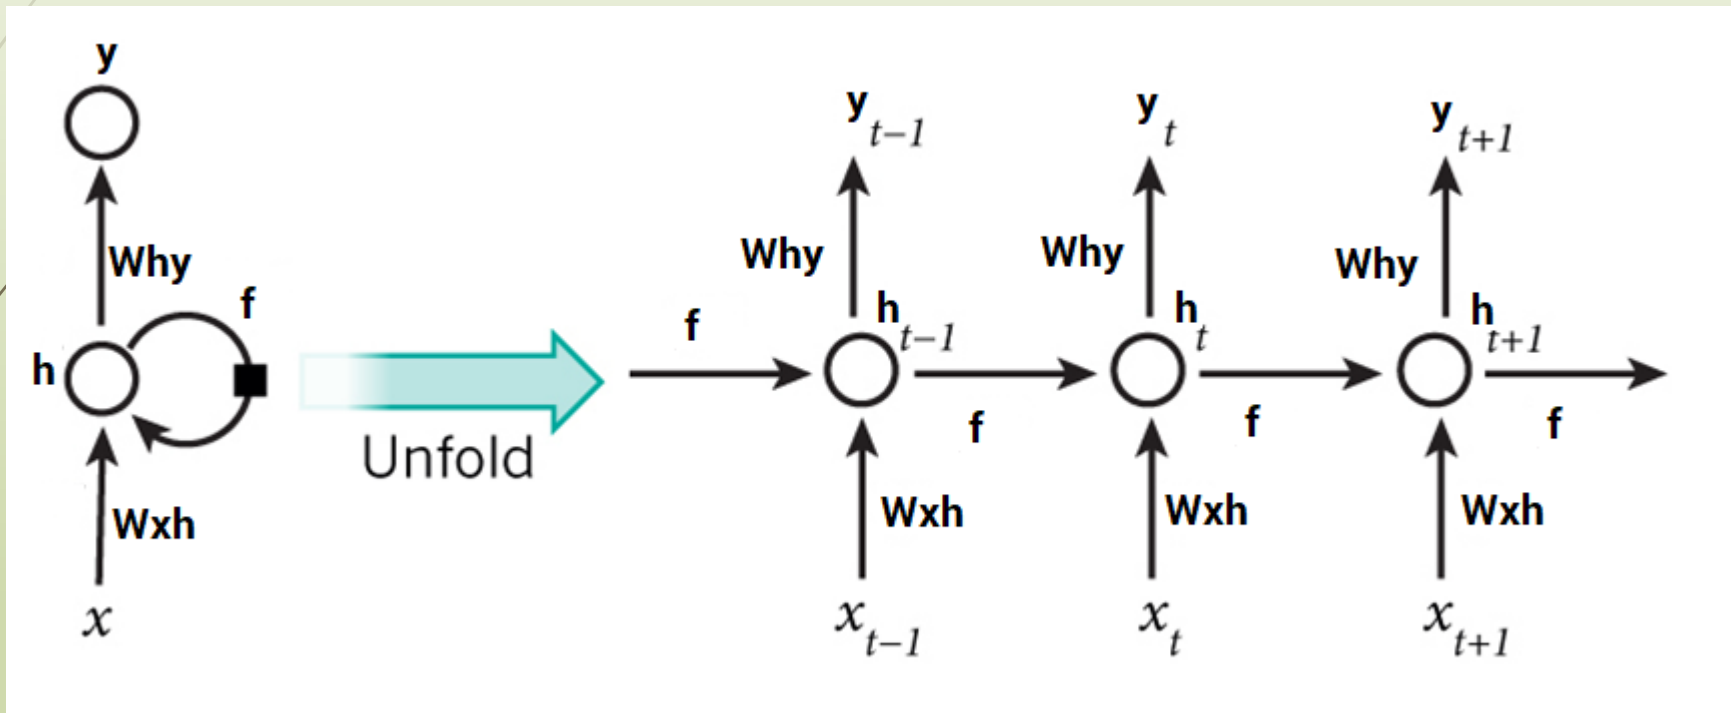 y
Why
f
h
Wxh
x
Unfold
f
y t−1
Why
h t−1
f
Wxh
x t−1
y t
Why
h t
f
Wxh
x t
y t+1
Why
h t+1
f
Wxh
x t+1